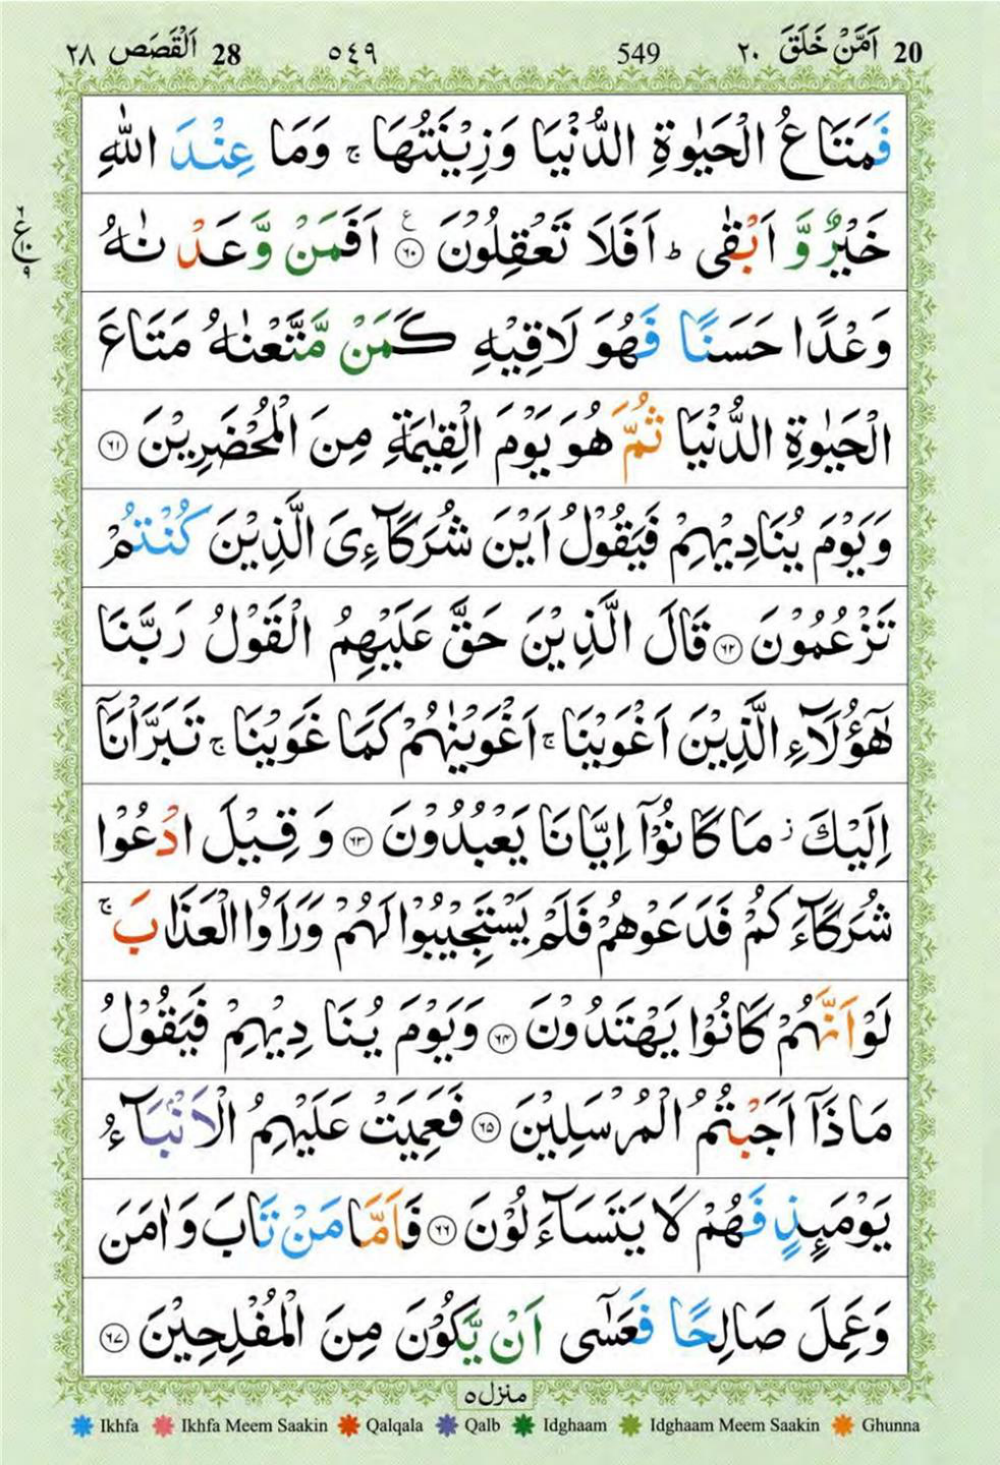 ٢٨ اَلْقَصَص 28 ٥٤٩ 549 ٢٠ اَمَّنْ خَلَقَ 20
فَمَتَاعُ الْحَيٰوةِ الدُّنْيَا وَزِيْنَتُهَا ۚ وَمَا عِنْدَ اللّٰهِ
خَيْرٌ وَّ اَبْقٰى ؕ اَفَلَا تَعْقِلُوْنَ ﴿٦٠﴾ اَفَمَنْ وَّعَدْنٰهُ
وَعْدًا حَسَنًا فَهُوَ لَاقِيْهِ كَمَنْ مَّتَّعْنٰهُ مَتَاعَ
الْحَيٰوةِ الدُّنْيَا ثُمَّ هُوَ يَوْمَ الْقِيٰمَةِ مِنَ الْمُحْضَرِيْنَ ﴿٦١﴾
وَيَوْمَ يُنَادِيْهِمْ فَيَقُوْلُ اَيْنَ شُرَكَآءِىَ الَّذِيْنَ كُنْتُمْ
تَزْعُمُوْنَ ﴿٦٢﴾ قَالَ الَّذِيْنَ حَقَّ عَلَيْهِمُ الْقَوْلُ رَبَّنَا
هٰٓؤُلَآءِ الَّذِيْنَ اَغْوَيْنَا ۚ اَغْوَيْنٰهُمْ كَمَا غَوَيْنَا ۚ تَبَرَّاْنَاۤ
اِلَيْكَ ؗ مَا كَانُوْۤا اِيَّانَا يَعْبُدُوْنَ ﴿٦٣﴾ وَ قِيْلَ ادْعُوْا
شُرَكَآءَكُمْ فَدَعَوْهُمْ فَلَمْ يَسْتَجِيْبُوْا لَهُمْ وَرَاَوُا الْعَذَابَ ۚ
لَوْ اَنَّهُمْ كَانُوْا يَهْتَدُوْنَ ﴿٦٤﴾ وَيَوْمَ يُنَادِيْهِمْ فَيَقُوْلُ
مَاذَاۤ اَجَبْتُمُ الْمُرْسَلِيْنَ ﴿٦٥﴾ فَعَمِيَتْ عَلَيْهِمُ الْاَنْۢبَآءُ
يَوْمَىِٕذٍ فَهُمْ لَا يَتَسَآءَلُوْنَ ﴿٦٦﴾ فَاَمَّا مَنْ تَابَ وَاٰمَنَ
وَعَمِلَ صَالِحًا فَعَسٰٓى اَنْ يَّكُوْنَ مِنَ الْمُفْلِحِيْنَ ﴿٦٧﴾
منزل ٥
Ikhfa Ikhfa Meem Saakin Qalqala Qalb Idghaam Idghaam Meem Saakin Ghunna